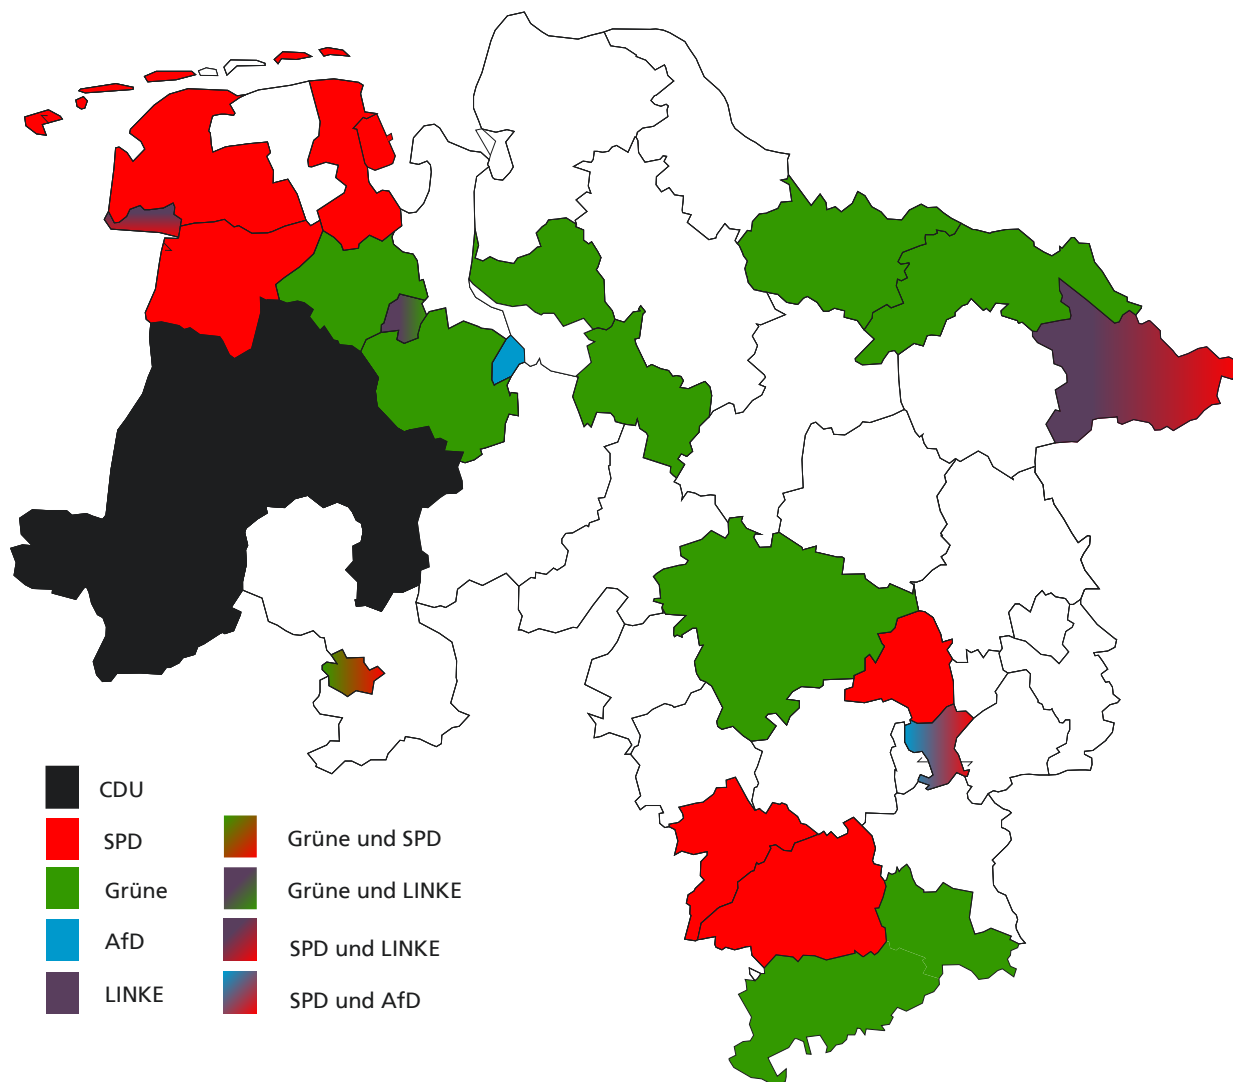 CDU
SPD
Grüne
AfD
LINKE
Grüne und SPD
Grüne und LINKE
SPD und LINKE
SPD und AfD